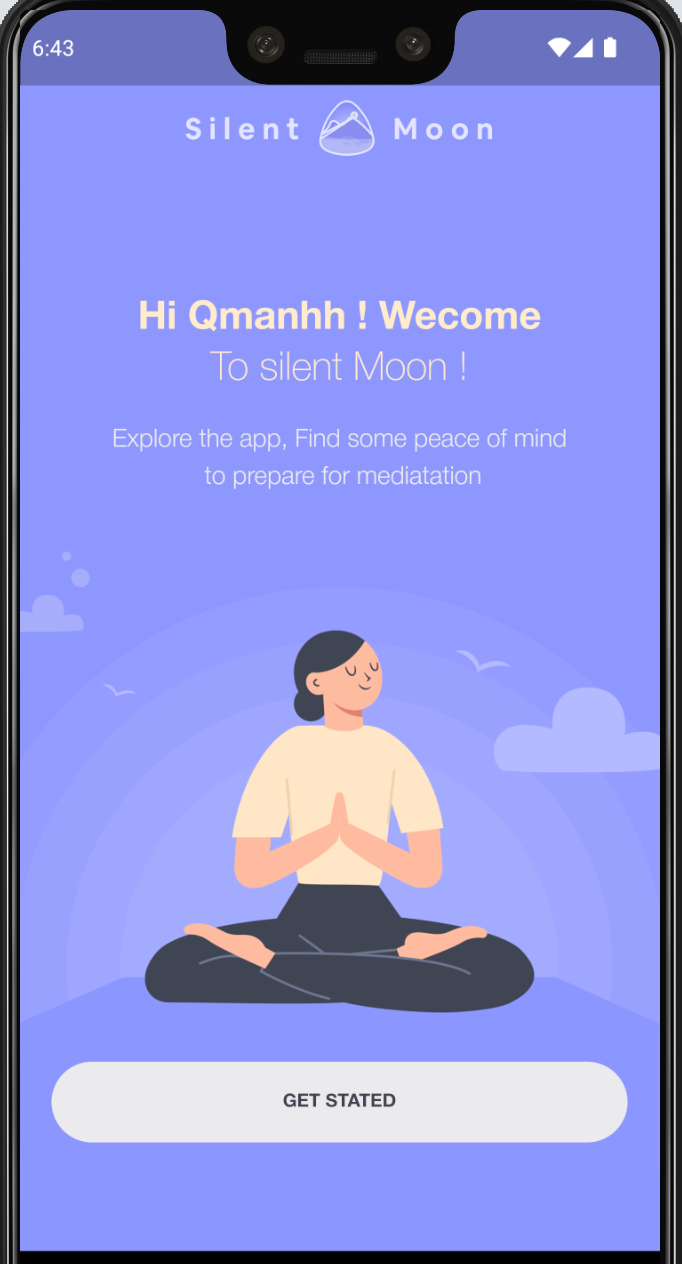 6:43
Silent Moon
Hi Qmanhh ! Wecome
To silent Moon !
Explore the app, Find some peace of mind
to prepare for mediatation
GET STATED